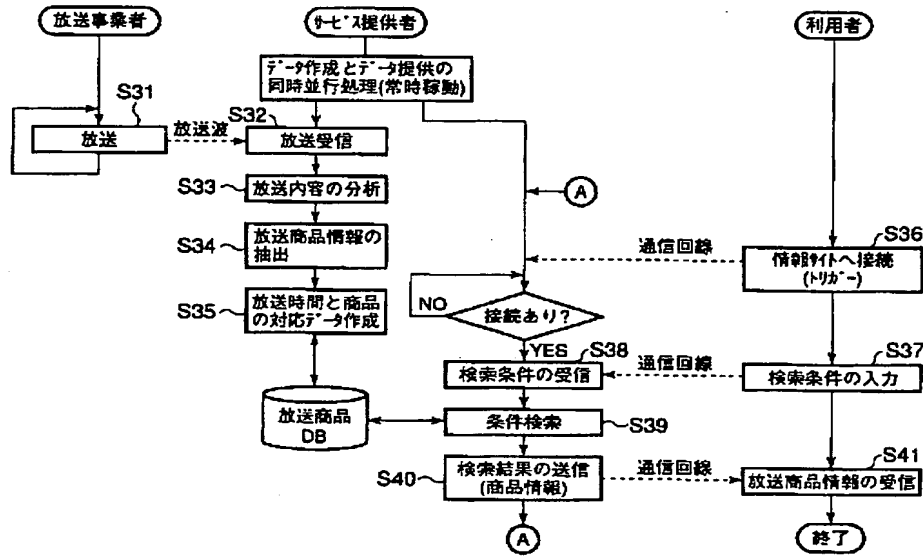 放送事業者
サービス提供者
利用者
データ作成とデータ提供の
同時並行処理(常時稼動)
S31
放送
放送波
S32
放送受信
S33
放送内容の分析
A
S34
放送商品情報の
抽出
通信回線
S36
情報サイトへ接続
(トリガー)
S35
放送時間と商品
の対応データ作成
NO
接続あり?
YES
S38
検索条件の受信
通信回線
S37
検索条件の入力
放送商品
DB
条件検索
S39
S40
検索結果の送信
(商品情報)
通信回線
S41
放送商品情報の受信
A
終了